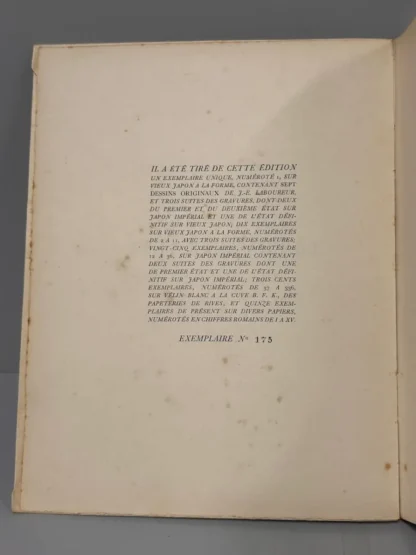 IL A ÉTÉ TIRÉ DE CETTE ÉDITION
UN EXEMPLAIRE UNIQUE, NUMÉROTÉ 1, SUR
VIEUX JAPON A LA FORME, CONTENANT SEPT
DESSINS ORIGINAUX DE J.-E. LABOUREUR,
ET TROIS SUITES DES GRAVURES, DONT DEUX
DU PREMIER ET DU DEUXIÈME ÉTAT SUR
JAPON IMPÉRIAL ET UNE DE L'ÉTAT DÉFI-
NITIF SUR VIEUX JAPON; DIX EXEMPLAIRES
SUR VIEUX JAPON A LA FORME, NUMÉROTÉS
DE 2 A 11, AVEC TROIS SUITES DES GRAVURES;
VINGT-CINQ EXEMPLAIRES, NUMÉROTÉS DE
12 A 36, SUR JAPON IMPÉRIAL CONTENANT
DEUX SUITES DES GRAVURES DONT UNE
DE PREMIER ÉTAT ET UNE DE L'ÉTAT DÉFI-
NITIF SUR JAPON IMPÉRIAL; TROIS CENTS
EXEMPLAIRES, NUMÉROTÉS DE 37 A 336,
SUR VÉLIN BLANC A LA CUVE B. F. K., DES
PAPETERIES DE RIVES, ET QUINZE EXEM-
PLAIRES DE PRÉSENT SUR DIVERS PAPIERS,
NUMÉROTÉS EN CHIFFRES ROMAINS DE I A XV.
EXEMPLAIRE N° 175